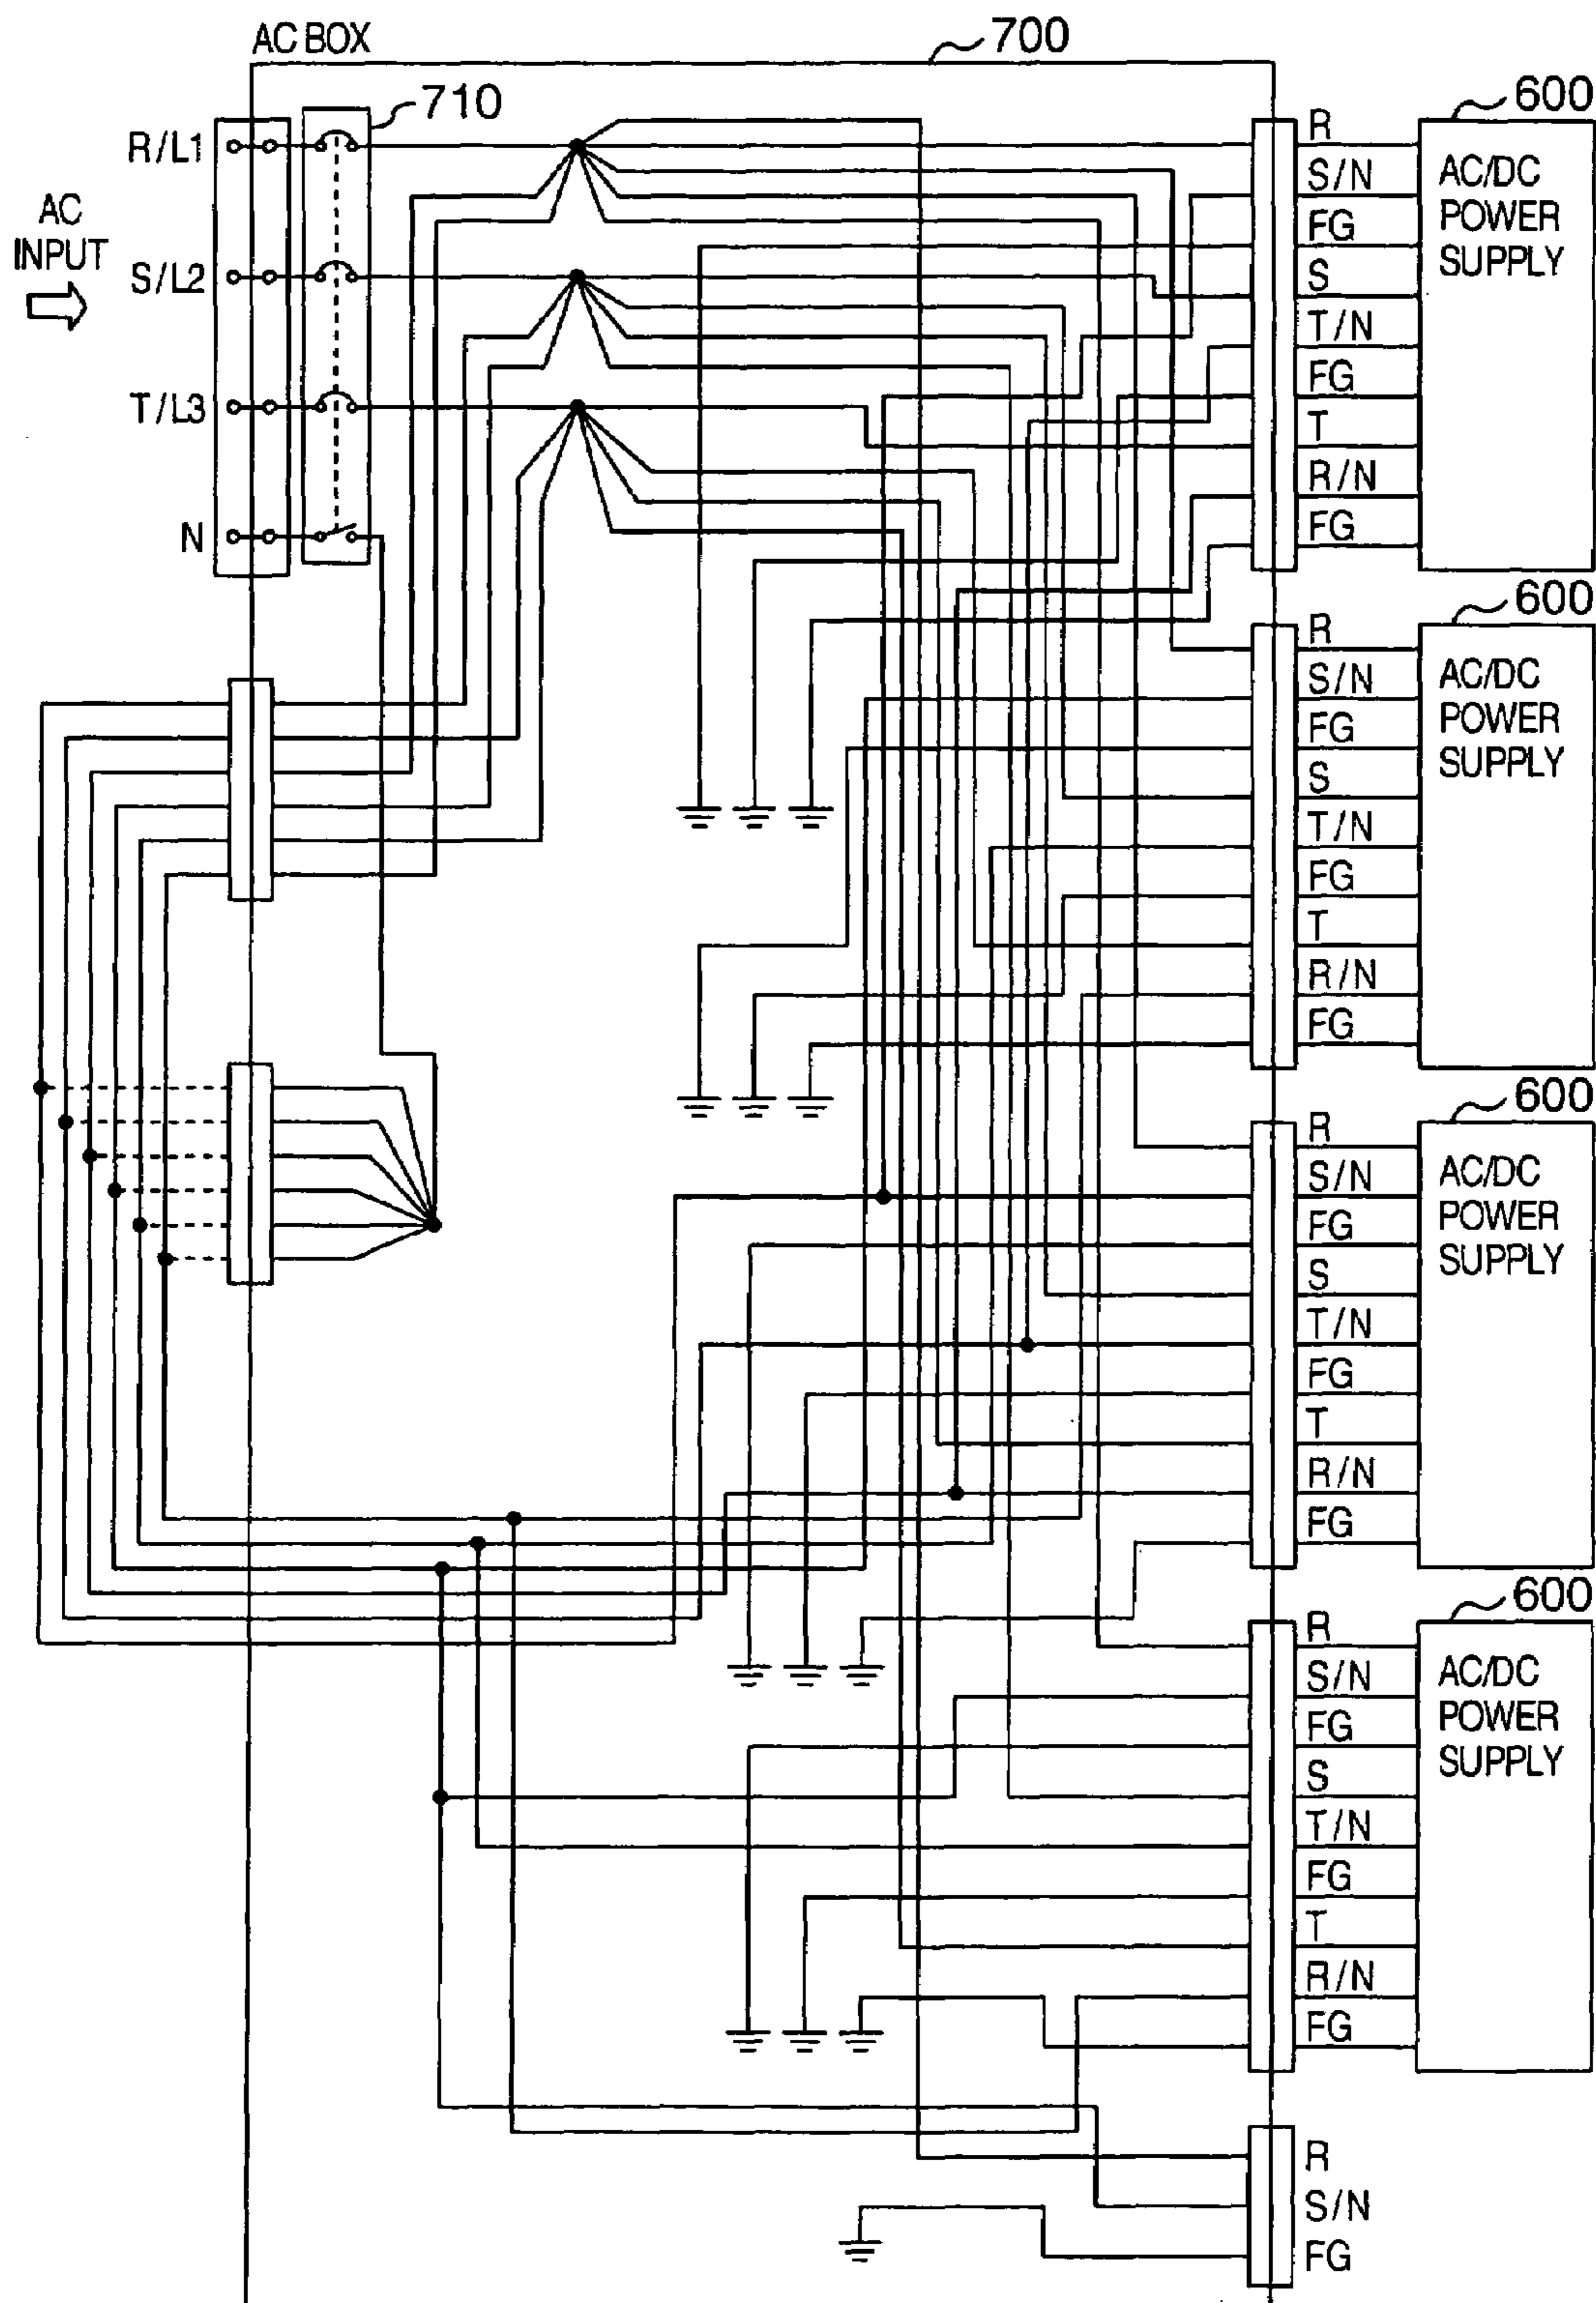 AC BOX
700
710
R/L1
AC
INPUT
S/L2
T/L3
N
600
R
S/N
FG
S
T/N
FG
T
R/N
FG
AC/DC
POWER
SUPPLY
600
R
S/N
FG
S
T/N
FG
T
R/N
FG
AC/DC
POWER
SUPPLY
600
R
S/N
FG
S
T/N
FG
T
R/N
FG
AC/DC
POWER
SUPPLY
600
R
S/N
FG
S
T/N
FG
T
R/N
FG
AC/DC
POWER
SUPPLY
R
S/N
FG